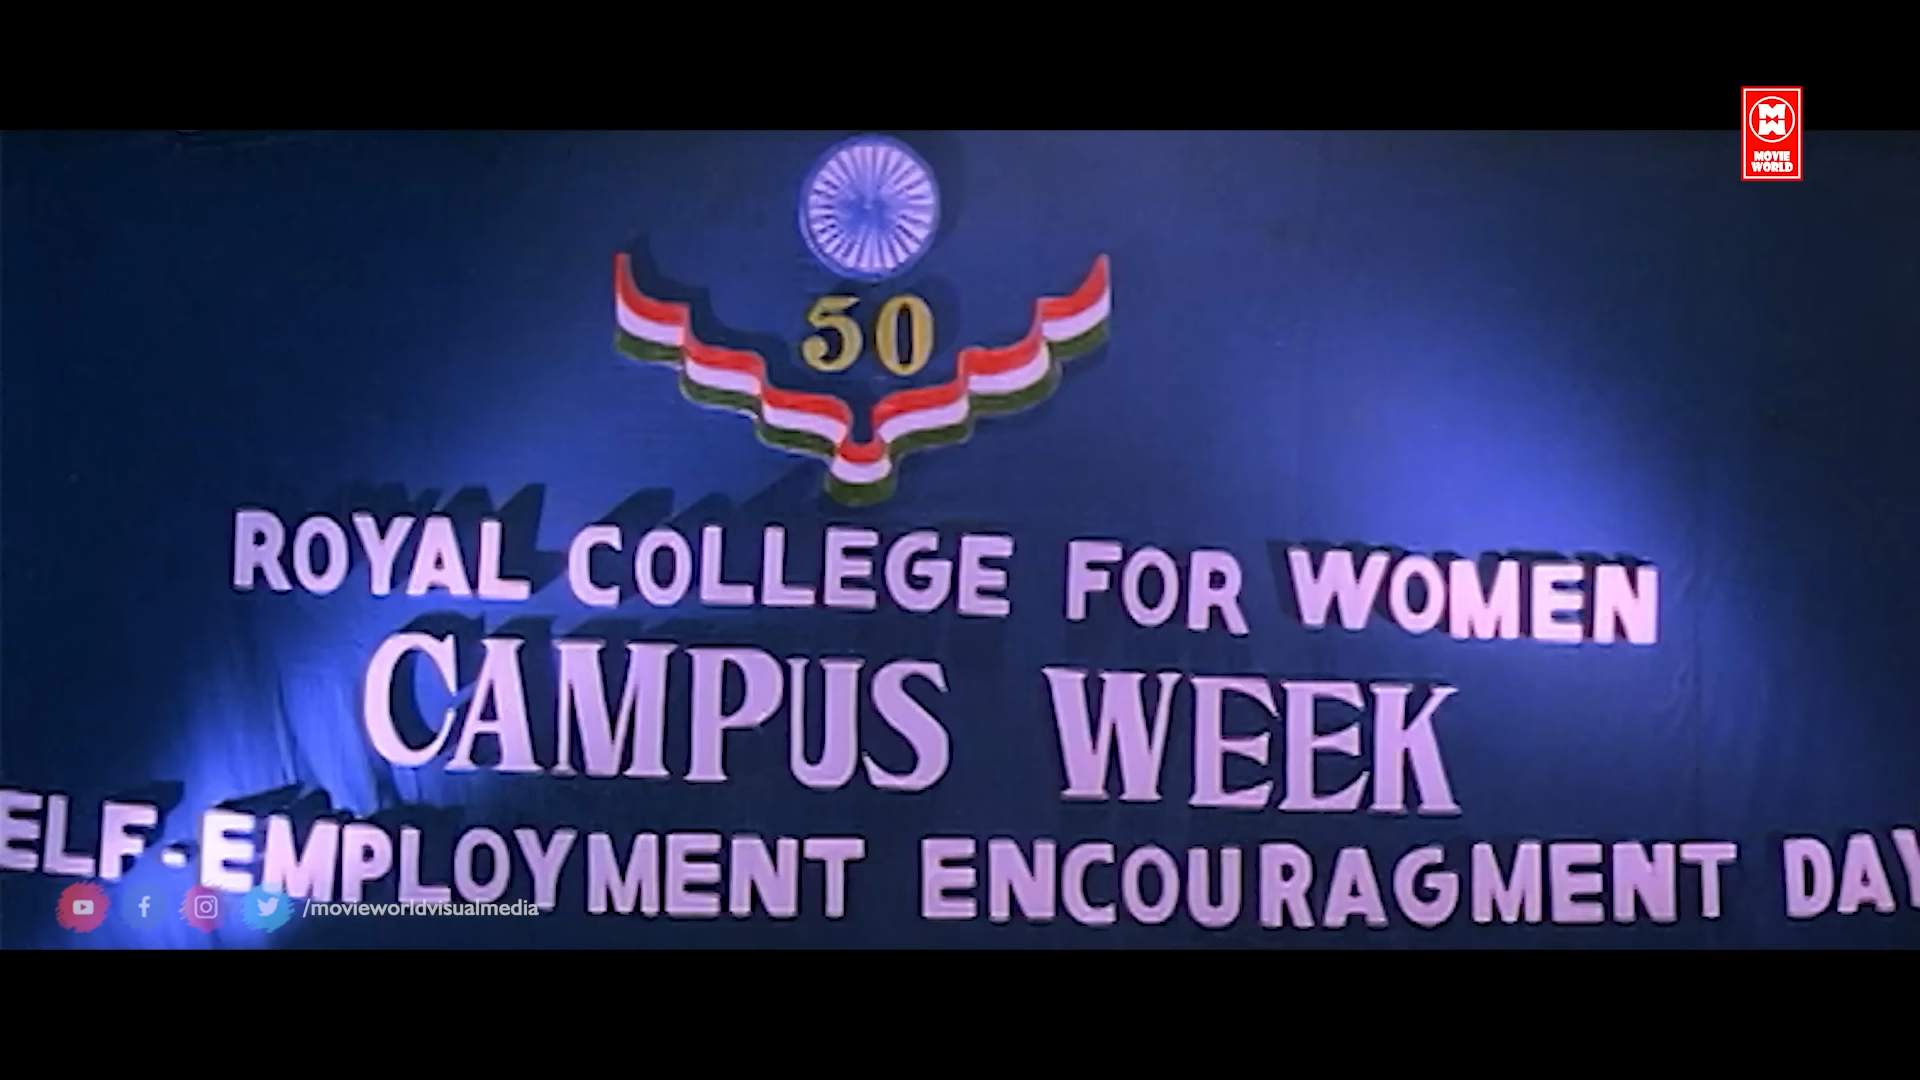 MOVIE
WORLD
50
ROYAL COLLEGE FOR WOMEN
CAMPUS WEEK
ELF-EMPLOYMENT ENCOURAGMENT DAY
/movieworldvisualmedia